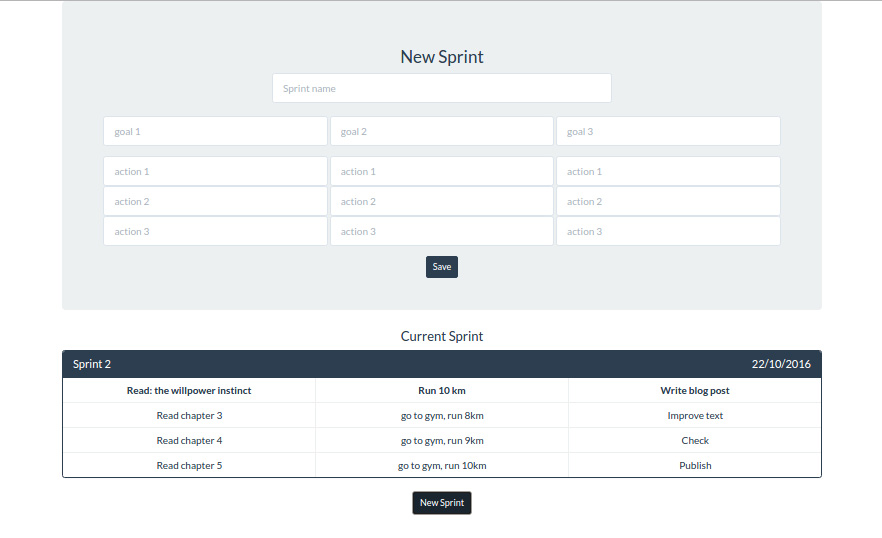 New Sprint
Sprint name
goal 1 goal 2 goal 3
action 1 action 1 action 1
action 2 action 2 action 2
action 3 action 3 action 3
Save
Current Sprint
Sprint 2 22/10/2016
Read: the willpower instinct Run 10 km Write blog post
Read chapter 3 go to gym, run 8km Improve text
Read chapter 4 go to gym, run 9km Check
Read chapter 5 go to gym, run 10km Publish
New Sprint